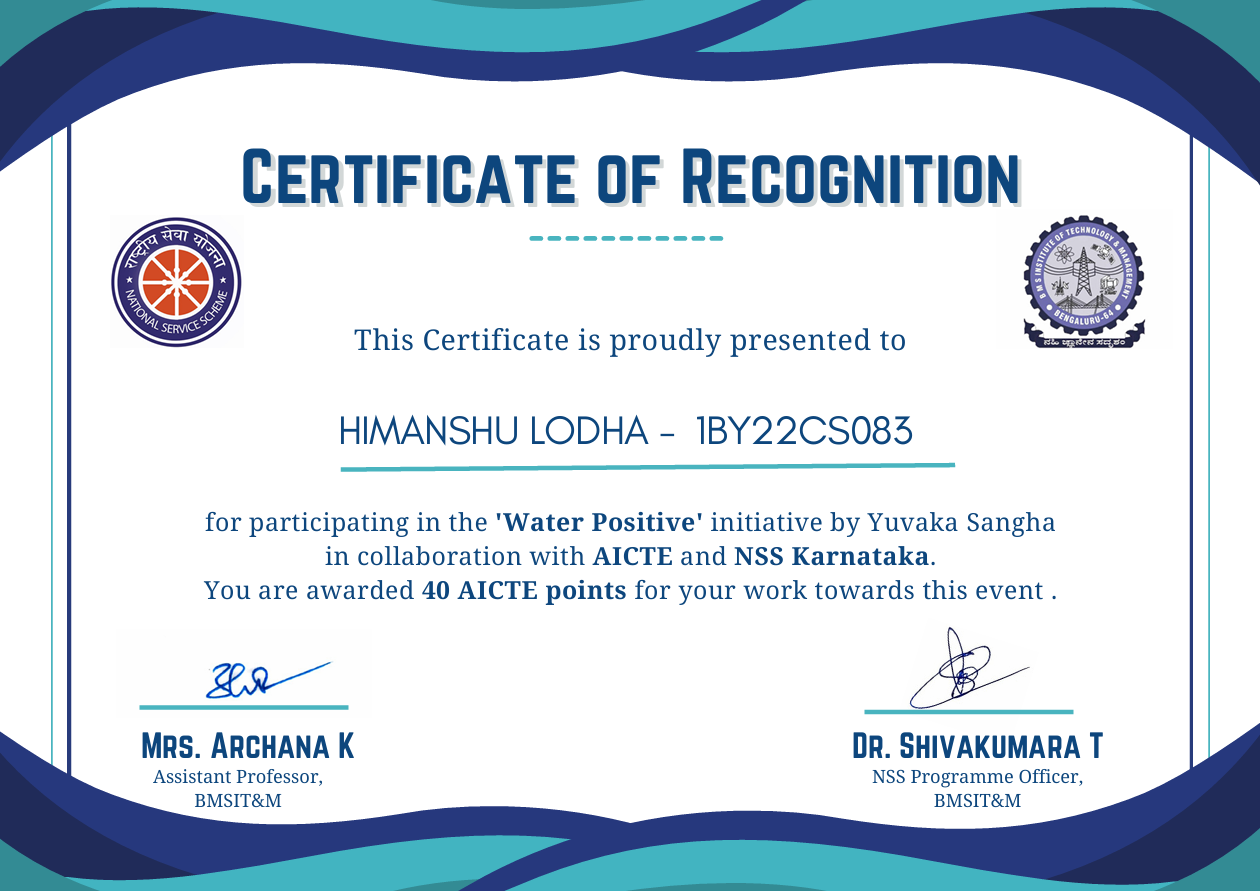 Certificate of Recognition
राष्ट्रीय सेवा योजना
NATIONAL SERVICE SCHEME
B M S INSTITUTE OF TECHNOLOGY & MANAGEMENT
BENGALURU-64
ನಹಿ ಜ್ಞಾನೇನ ಸದೃಶಂ
This Certificate is proudly presented to
HIMANSHU LODHA - 1BY22CS083
for participating in the 'Water Positive' initiative by Yuvaka Sangha
in collaboration with AICTE and NSS Karnataka.
You are awarded 40 AICTE points for your work towards this event .
Mrs. Archana K
Assistant Professor,
BMSIT&M
Dr. Shivakumara T
NSS Programme Officer,
BMSIT&M